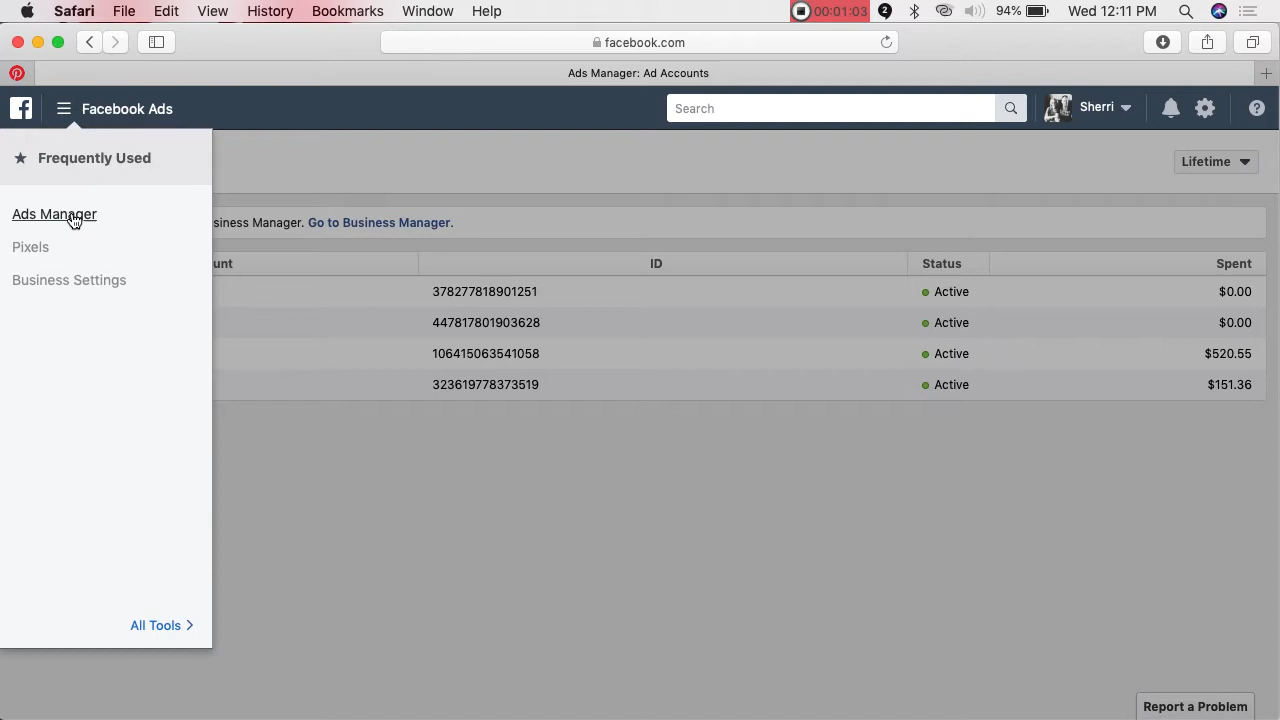 Safari File Edit View History Bookmarks Window Help 00:01:03 2 94% Wed 12:11 PM
facebook.com
Ads Manager: Ad Accounts
Facebook Ads Search Sherri
Frequently Used Lifetime
Ads Manager
siness Manager. Go to Business Manager.
Pixels
Business Settings
unt ID Status Spent
378277818901251 Active $0.00
447817801903628 Active $0.00
106415063541058 Active $520.55
323619778373519 Active $151.36
All Tools
Report a Problem